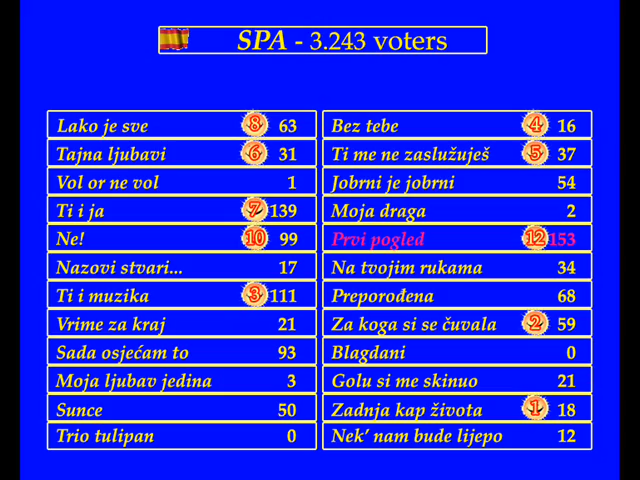 SPA - 3.243 voters
Lako je sve 8 63
Tajna ljubavi 6 31
Vol or ne vol 1
Ti i ja 7 139
Ne! 10 99
Nazovi stvari... 17
Ti i muzika 3 111
Vrime za kraj 21
Sada osjećam to 93
Moja ljubav jedina 3
Sunce 50
Trio tulipan 0
Bez tebe 4 16
Ti me ne zaslužuješ 5 37
Jobrni je jobrni 54
Moja draga 2
Prvi pogled 12 153
Na tvojim rukama 34
Preporođena 68
Za koga si se čuvala 2 59
Blagdani 0
Golu si me skinuo 21
Zadnja kap života 1 18
Nek’ nam bude lijepo 12